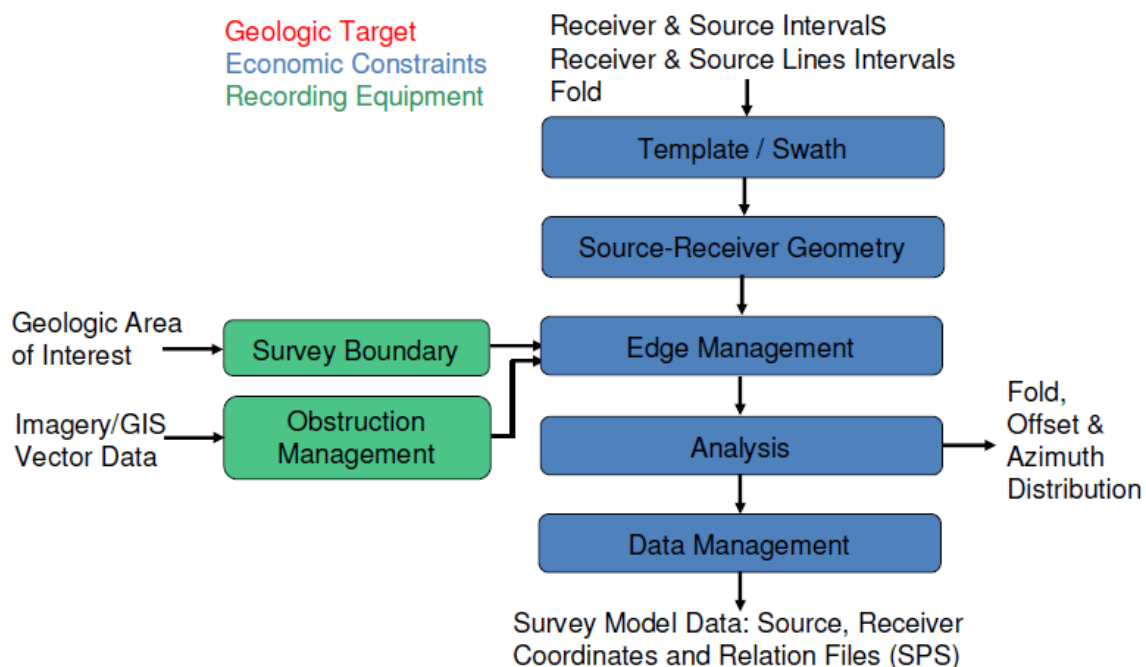 Geologic Target
Economic Constraints
Recording Equipment
Receiver & Source Intervals
Receiver & Source Lines Intervals
Fold
Template / Swath
Source-Receiver Geometry
Geologic Area
of Interest
Survey Boundary
Edge Management
Imagery/GIS
Vector Data
Obstruction
Management
Analysis
Fold,
Offset &
Azimuth
Distribution
Data Management
Survey Model Data: Source, Receiver
Coordinates and Relation Files (SPS)